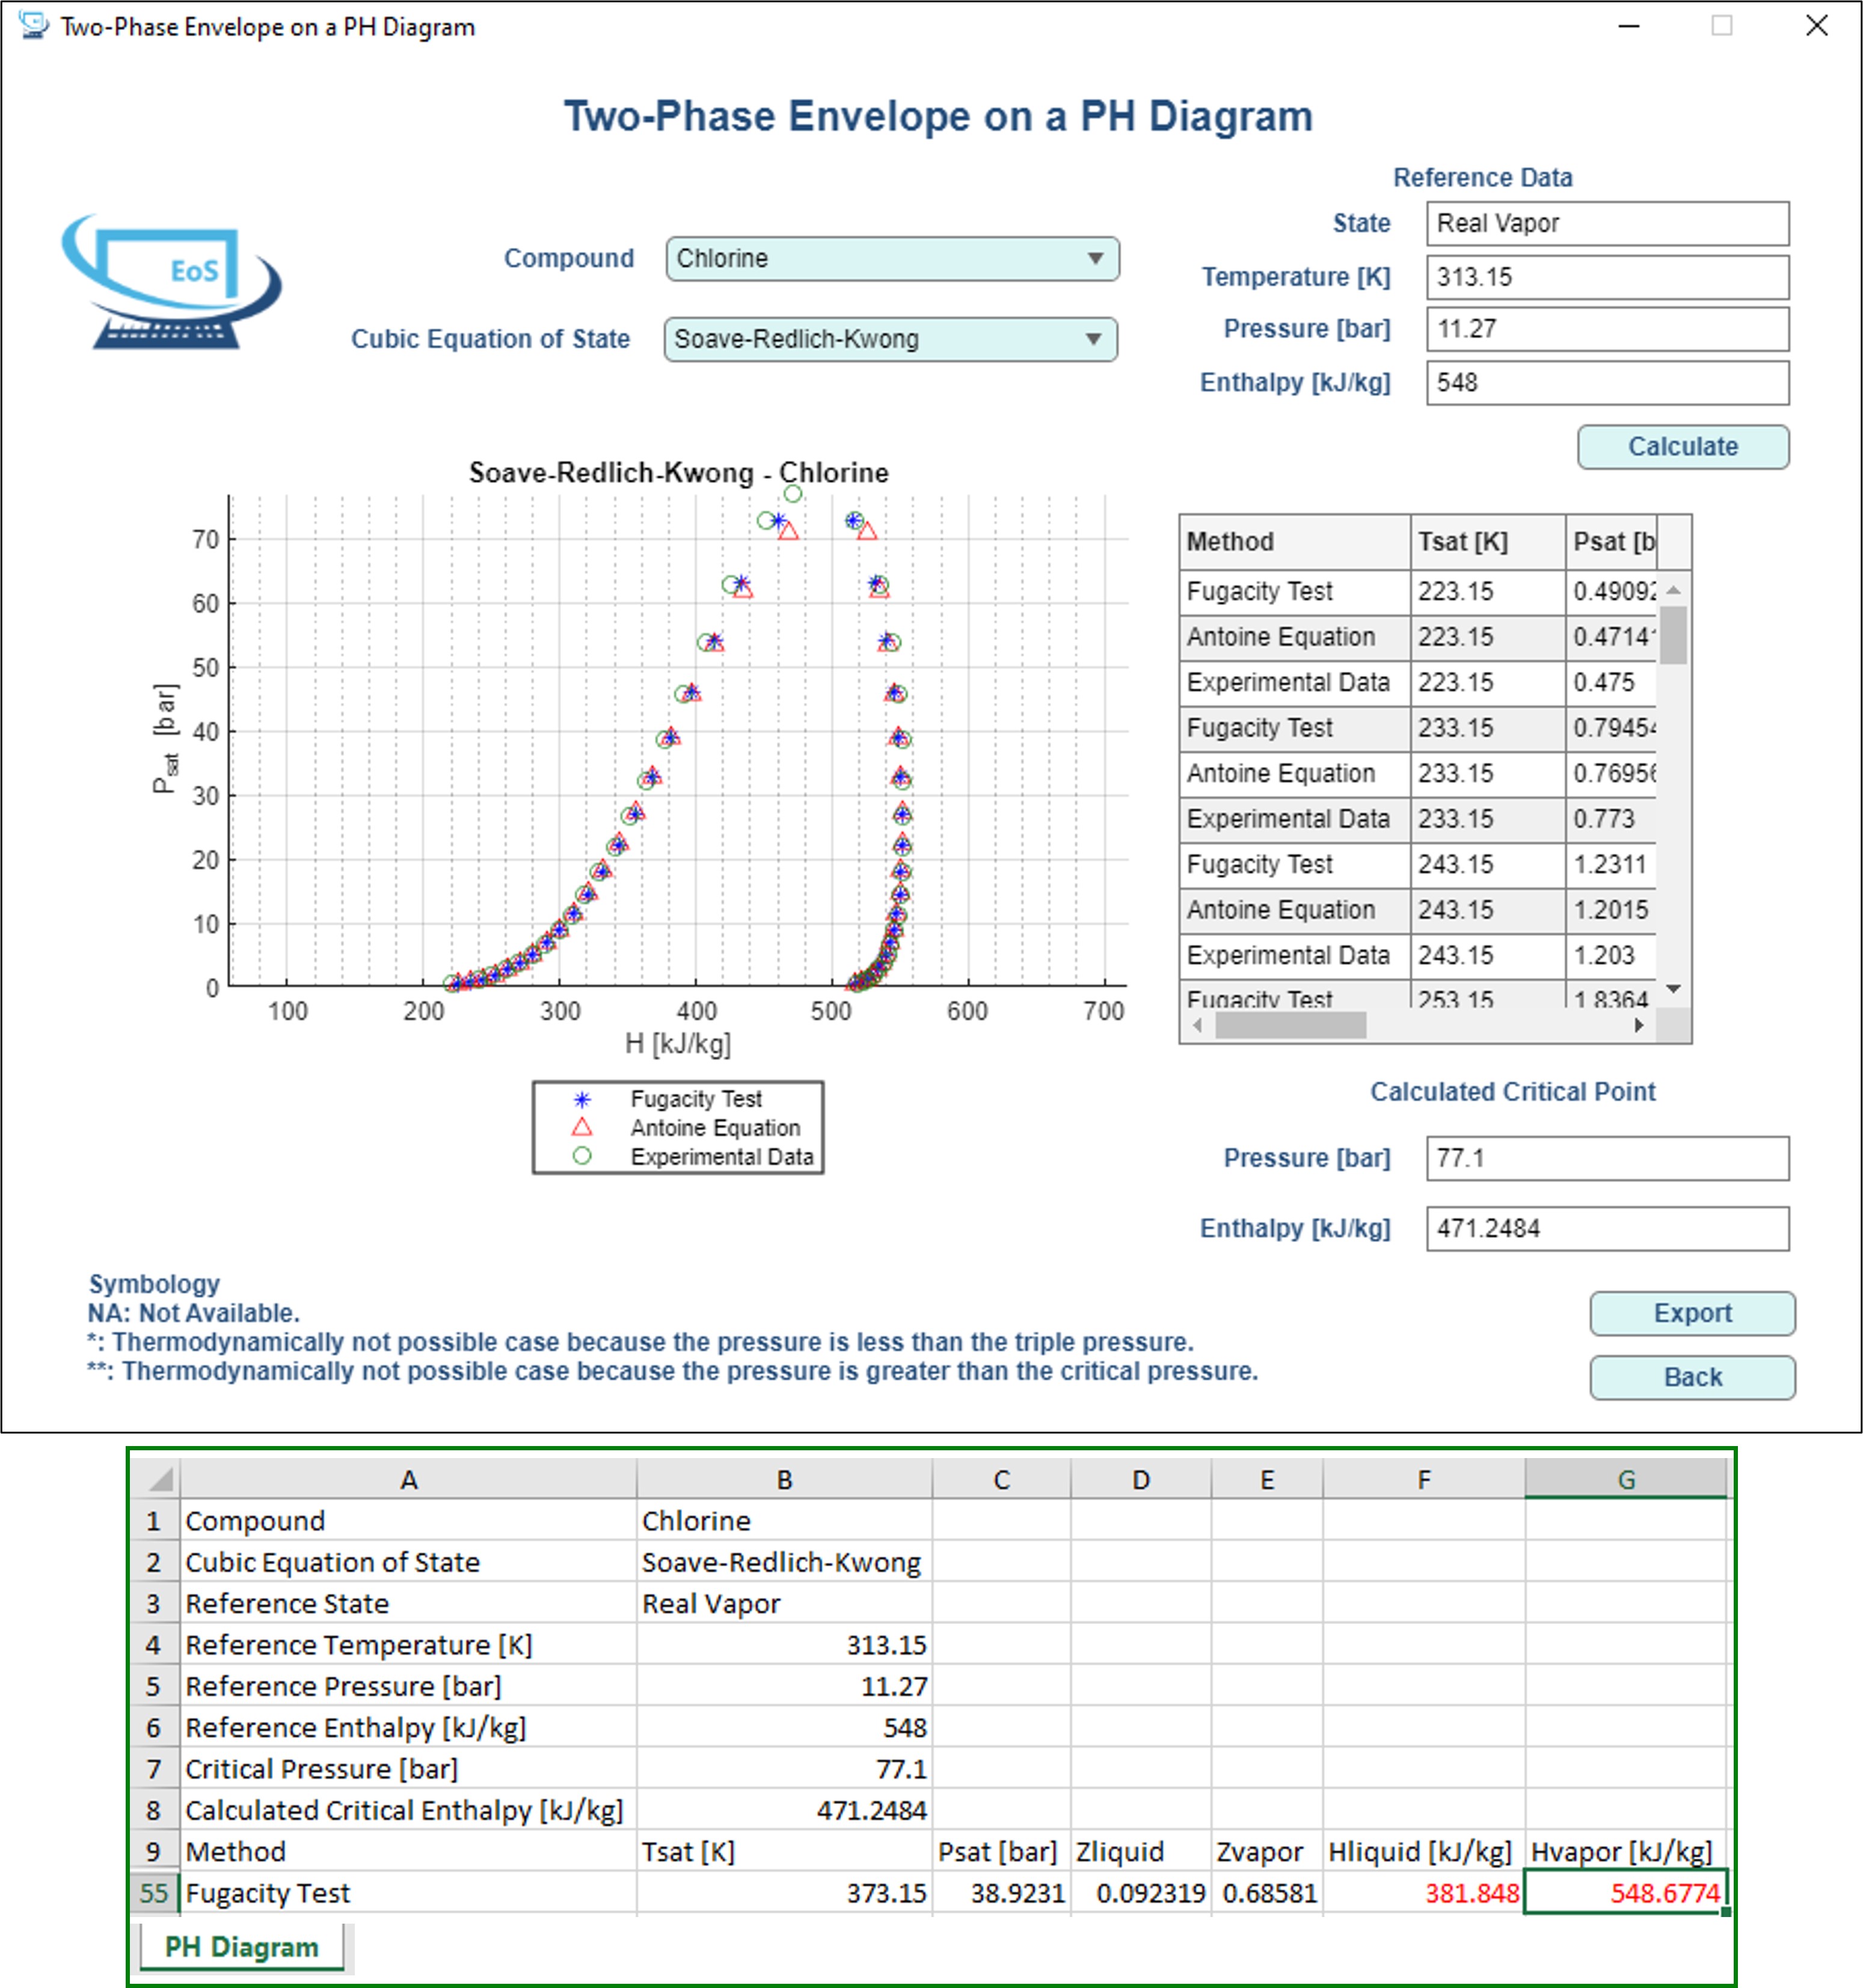 Two-Phase Envelope on a PH Diagram
Two-Phase Envelope on a PH Diagram
Reference Data
State Real Vapor
EoS
Compound Chlorine
Temperature [K] 313.15
Cubic Equation of State Soave-Redlich-Kwong
Pressure [bar] 11.27
Enthalpy [kJ/kg] 548
Calculate
Soave-Redlich-Kwong - Chlorine
70
60
50
40
30
20
10
0
Psat [bar]
100 200 300 400 500 600 700
H [kJ/kg]
Fugacity Test
Antoine Equation
Experimental Data
Method Tsat [K] Psat [b
Fugacity Test 223.15 0.49092
Antoine Equation 223.15 0.4714
Experimental Data 223.15 0.475
Fugacity Test 233.15 0.79454
Antoine Equation 233.15 0.76956
Experimental Data 233.15 0.773
Fugacity Test 243.15 1.2311
Antoine Equation 243.15 1.2015
Experimental Data 243.15 1.203
Fugacity Test 253.15 1.8364
Calculated Critical Point
Pressure [bar] 77.1
Enthalpy [kJ/kg] 471.2484
Symbology
NA: Not Available.
*: Thermodynamically not possible case because the pressure is less than the triple pressure.
**: Thermodynamically not possible case because the pressure is greater than the critical pressure.
Export
Back
A B C D E F G
1 Compound Chlorine
2 Cubic Equation of State Soave-Redlich-Kwong
3 Reference State Real Vapor
4 Reference Temperature [K] 313.15
5 Reference Pressure [bar] 11.27
6 Reference Enthalpy [kJ/kg] 548
7 Critical Pressure [bar] 77.1
8 Calculated Critical Enthalpy [kJ/kg] 471.2484
9 Method Tsat [K] Psat [bar] Zliquid Zvapor Hliquid [kJ/kg] Hvapor [kJ/kg]
55 Fugacity Test 373.15 38.9231 0.092319 0.68581 381.848 548.6774
PH Diagram